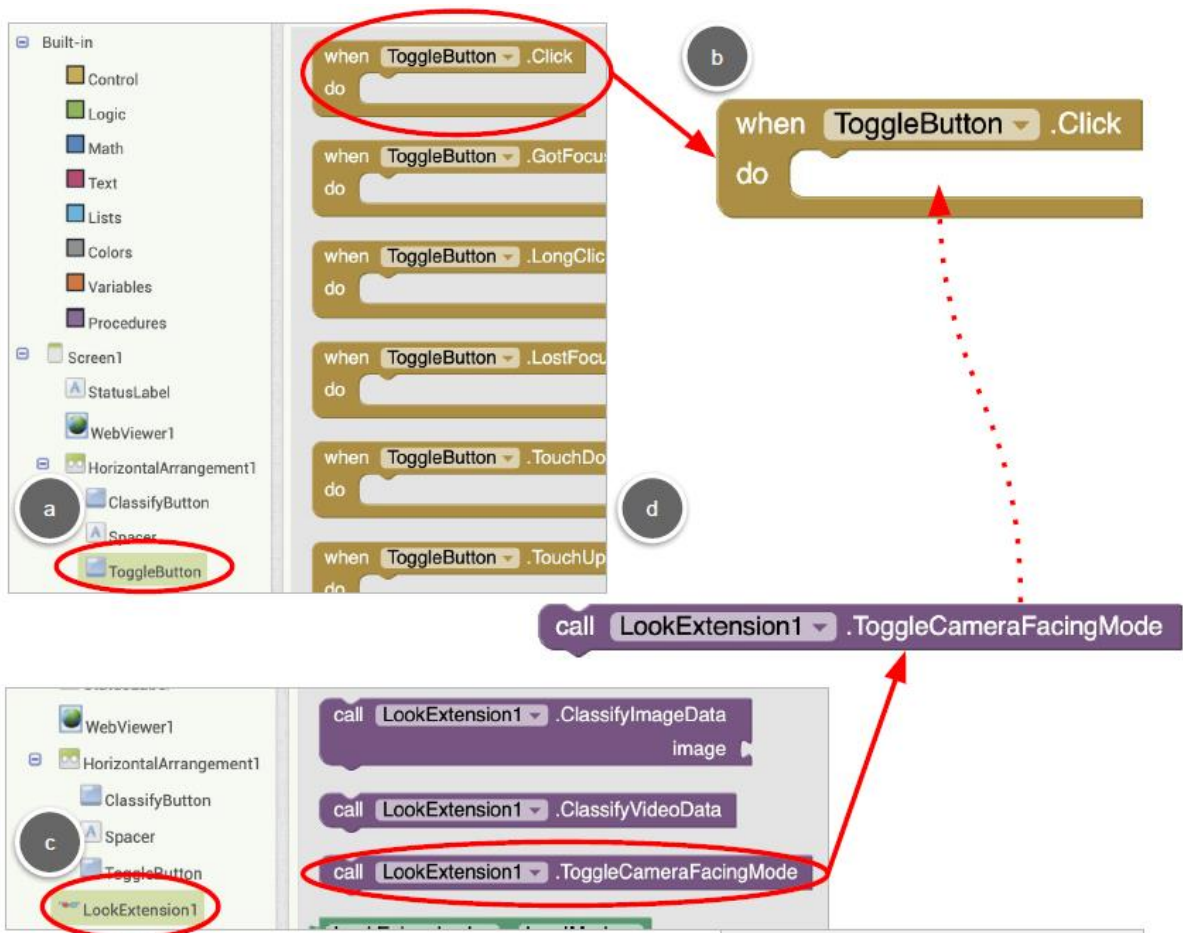 Built-in
Control
Logic
Math
Text
Lists
Colors
Variables
Procedures
Screen1
StatusLabel
WebViewer1
HorizontalArrangement1
a
ClassifyButton
Spacer
ToggleButton
when ToggleButton .Click
do
when ToggleButton .GotFocu
do
when ToggleButton .LongClic
do
when ToggleButton .LostFocu
do
when ToggleButton .TouchDo
do
when ToggleButton .TouchUp
do
b
when ToggleButton .Click
do
d
call LookExtension1 .ToggleCameraFacingMode
WebViewer1
HorizontalArrangement1
ClassifyButton
c
Spacer
ToggleButton
LookExtension1
call LookExtension1 .ClassifyImageData
image
call LookExtension1 .ClassifyVideoData
call LookExtension1 .ToggleCameraFacingMode